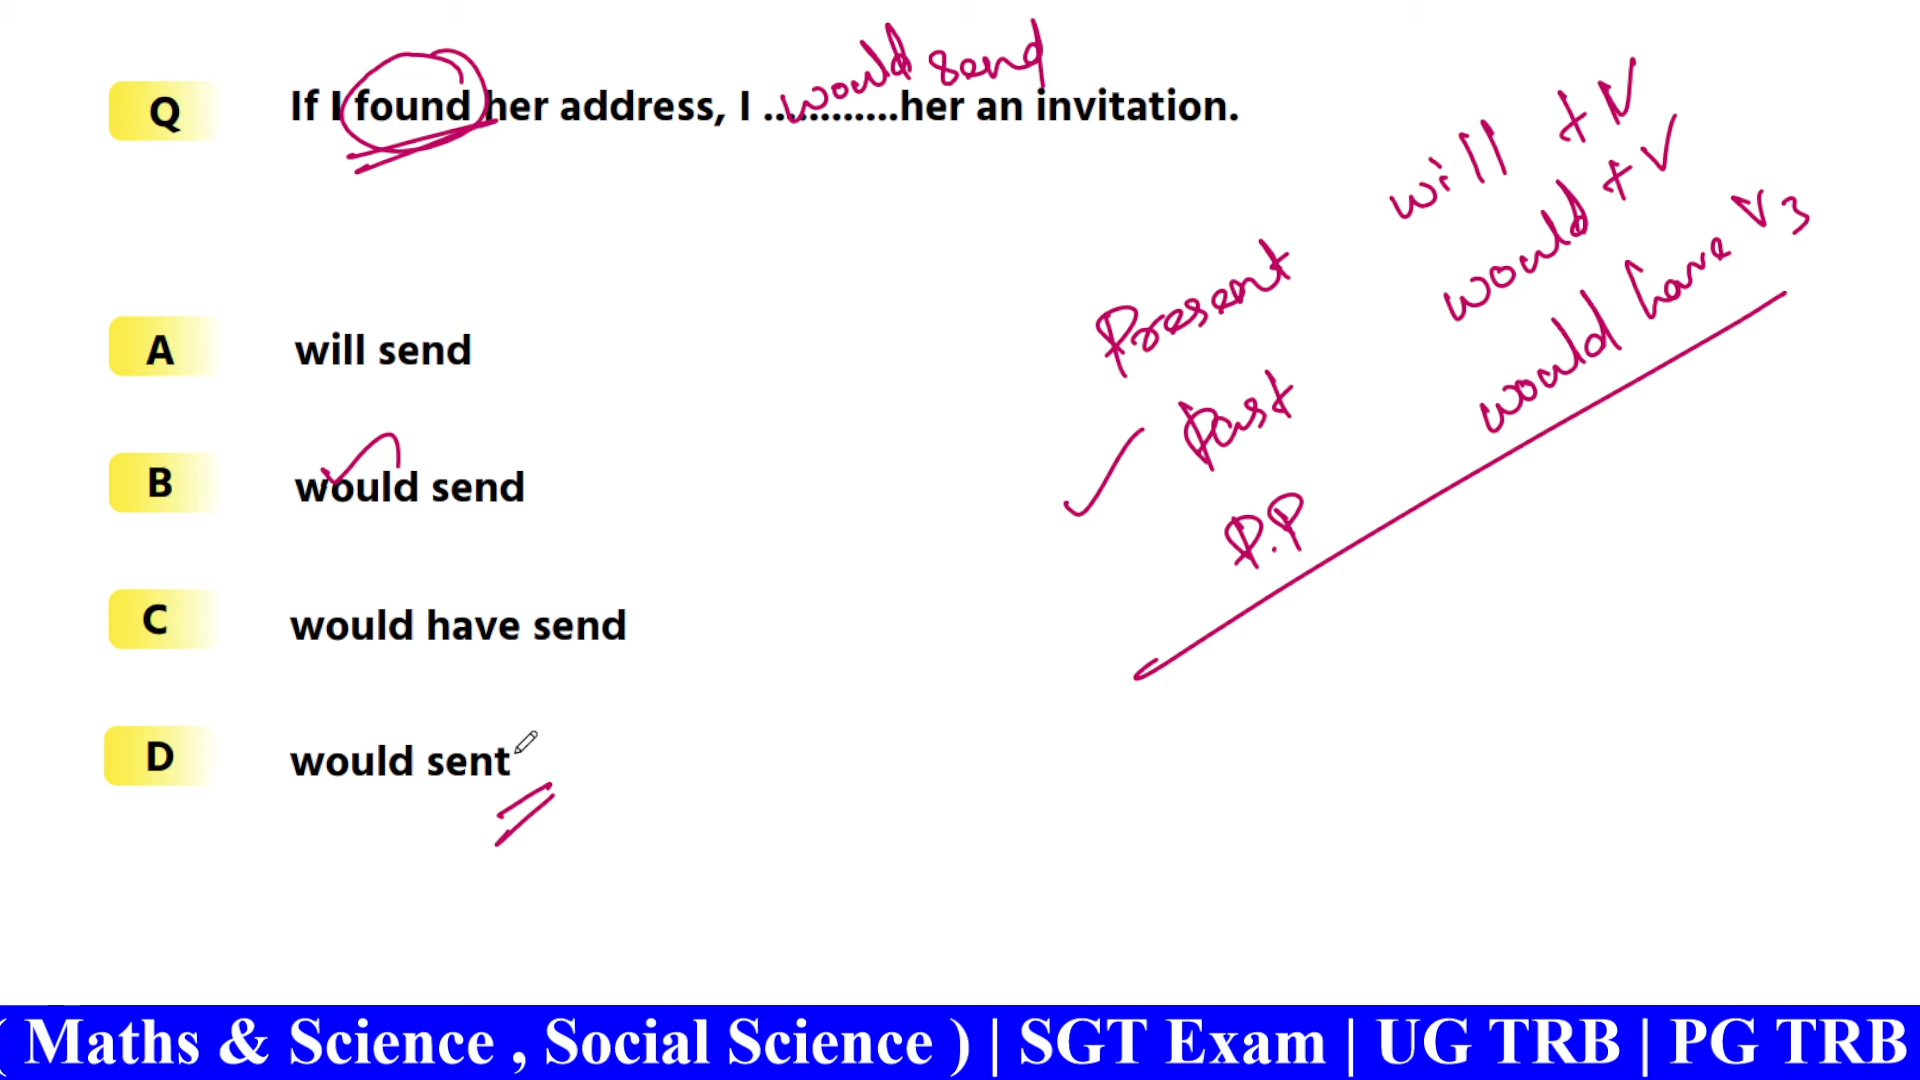 would send
Q If I found her address, I ............her an invitation.
will + V
would + V
would have V3
Present
Past
P.P
A will send
B would send
C would have send
D would sent
( Maths & Science , Social Science ) | SGT Exam | UG TRB | PG TRB